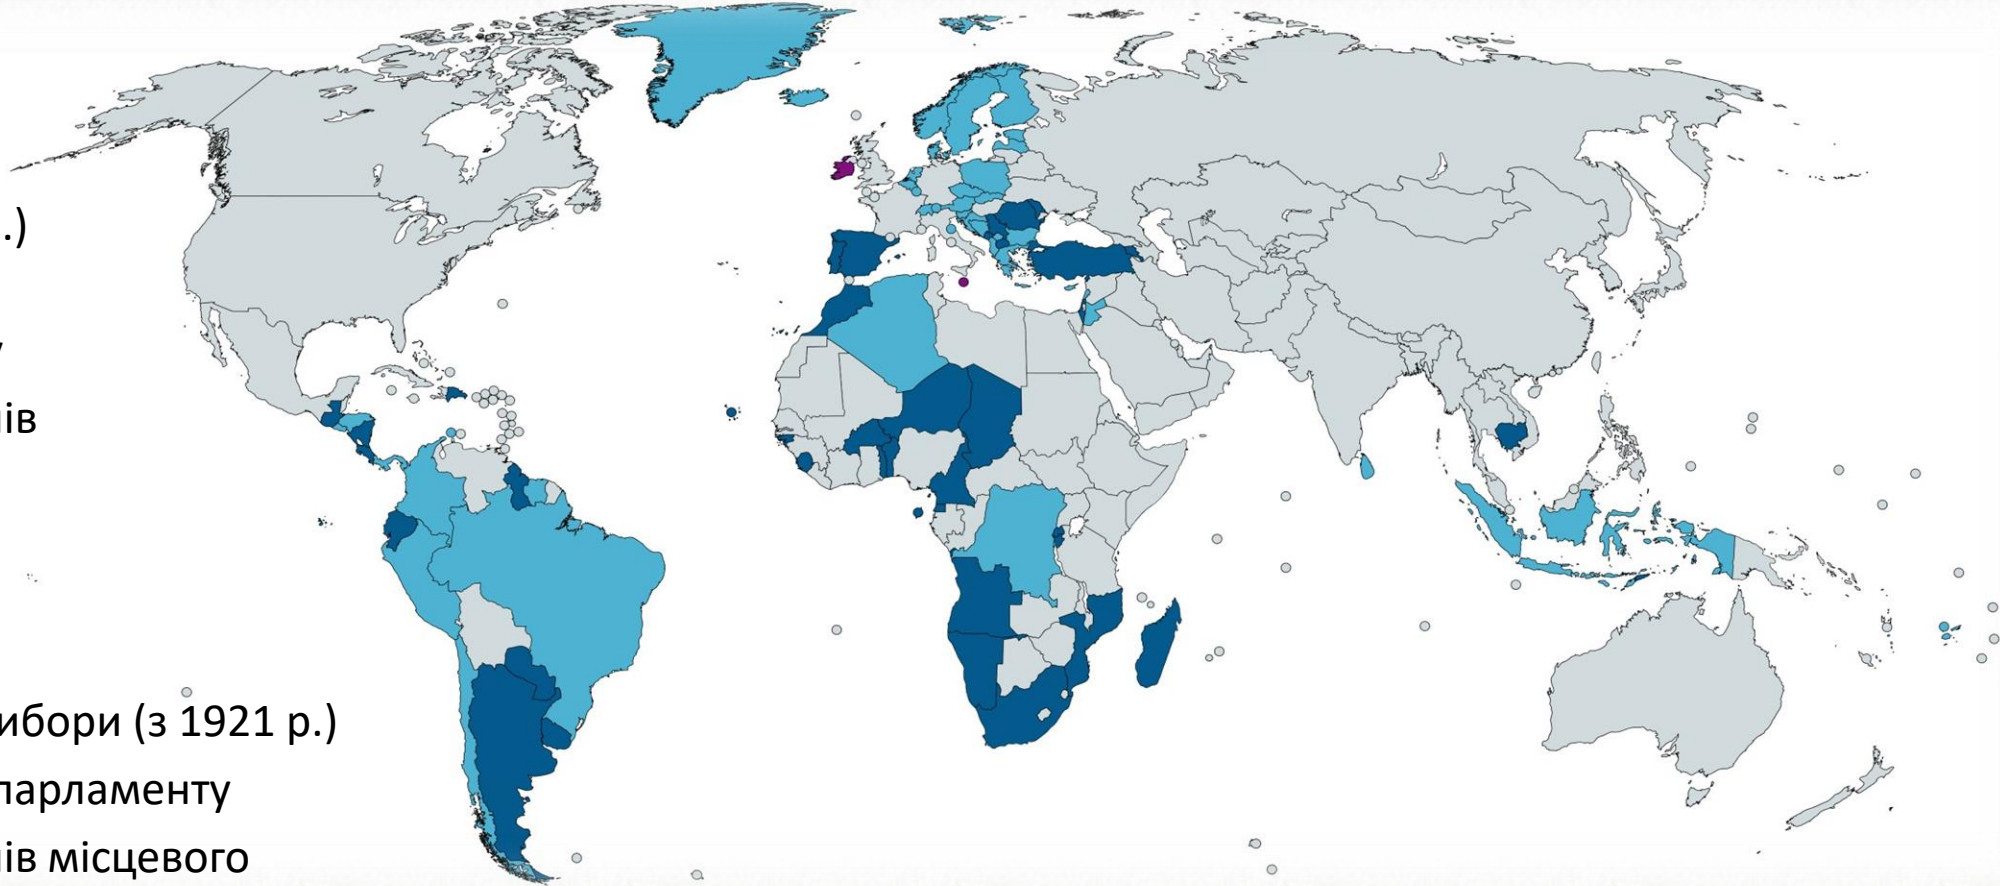 .)
у
ів
ибори (з 1921 р.)
парламенту
ів місцевого